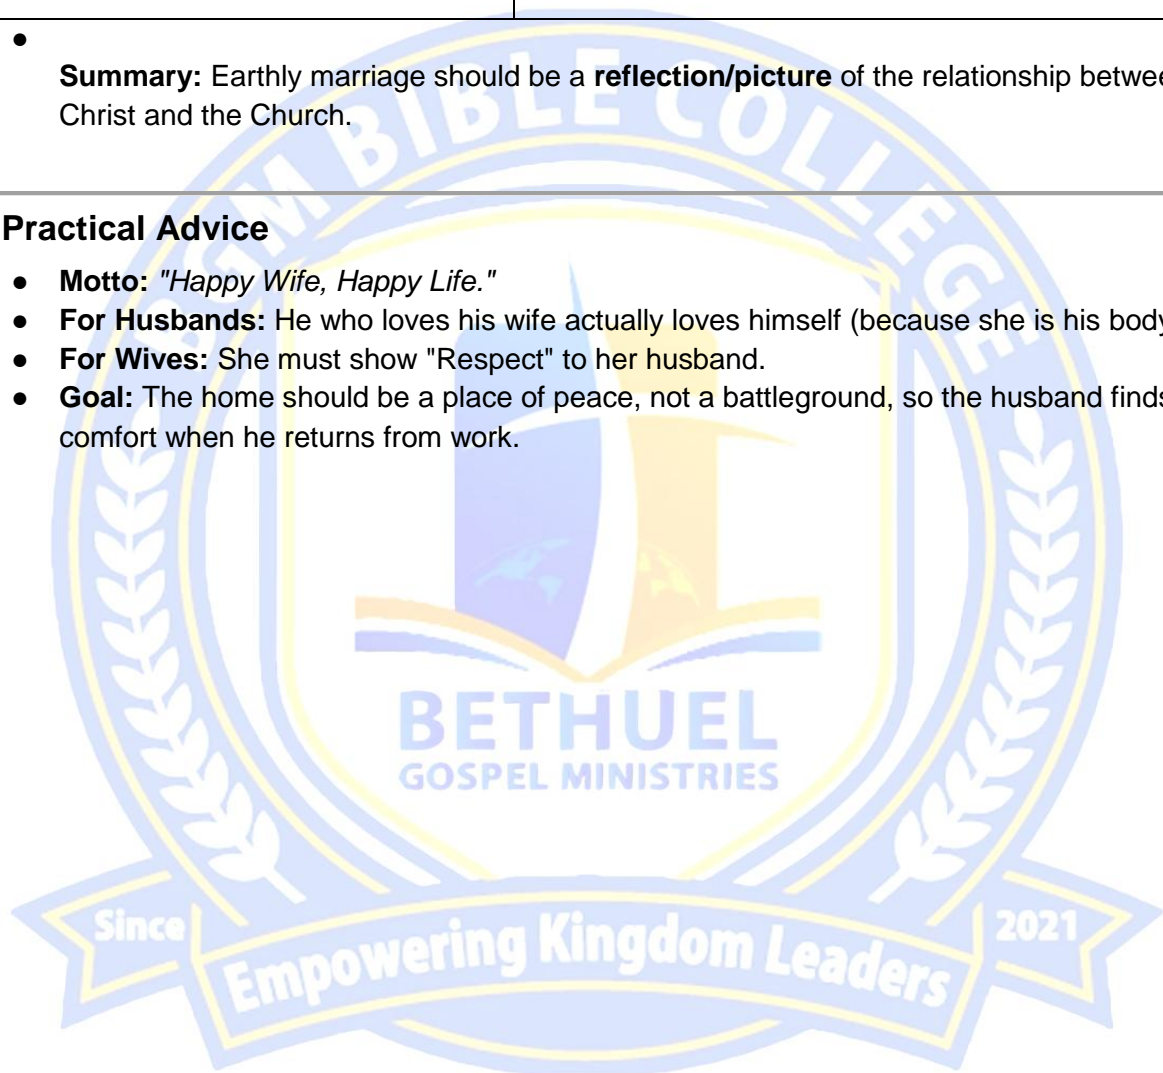 ●
Summary: Earthly marriage should be a reflection/picture of the relationship betwee
Christ and the Church.
Practical Advice
● Motto: "Happy Wife, Happy Life."
● For Husbands: He who loves his wife actually loves himself (because she is his body
● For Wives: She must show "Respect" to her husband.
● Goal: The home should be a place of peace, not a battleground, so the husband finds
comfort when he returns from work.
BGM BIBLE COLLEGE
BETHUEL
GOSPEL MINISTRIES
Since
Empowering Kingdom Leaders
2021